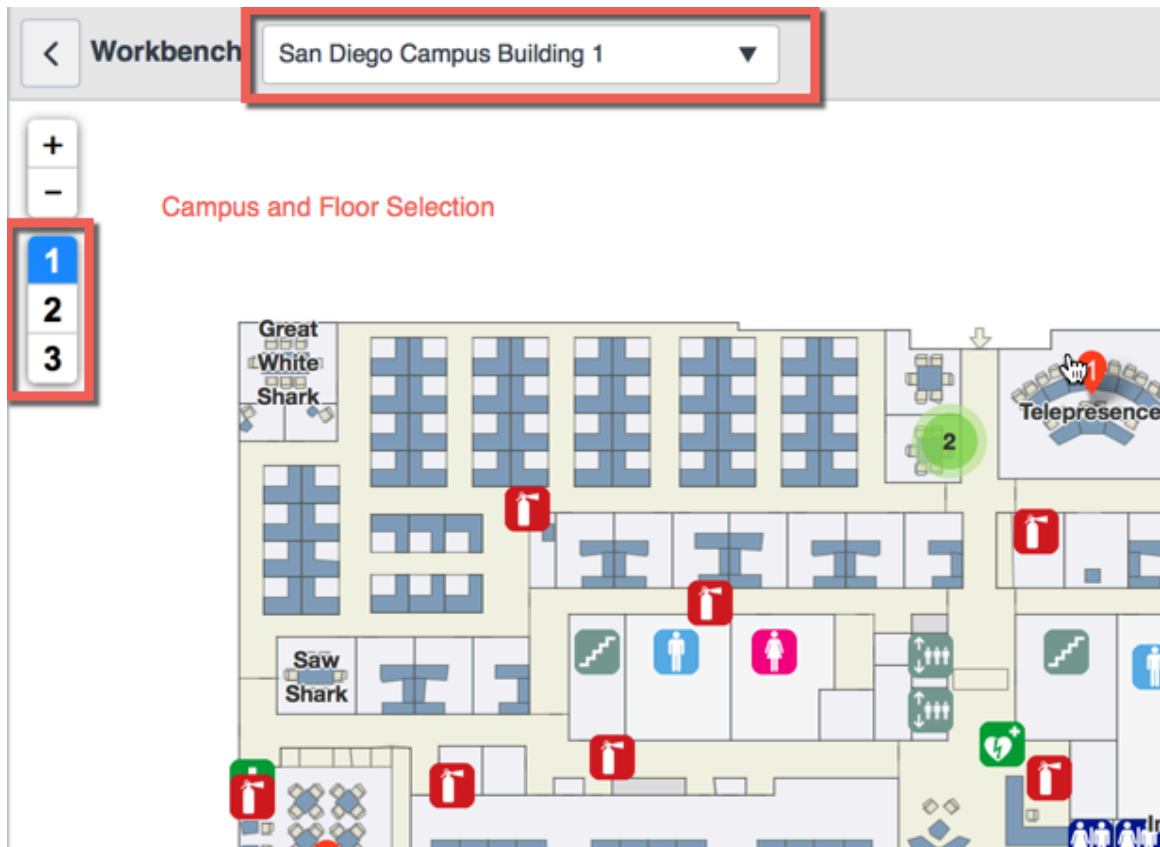 Workbench
San Diego Campus Building 1
+
−
Campus and Floor Selection
1
2
3
Great
White
Shark
1
Telepresence
2
Saw
Shark